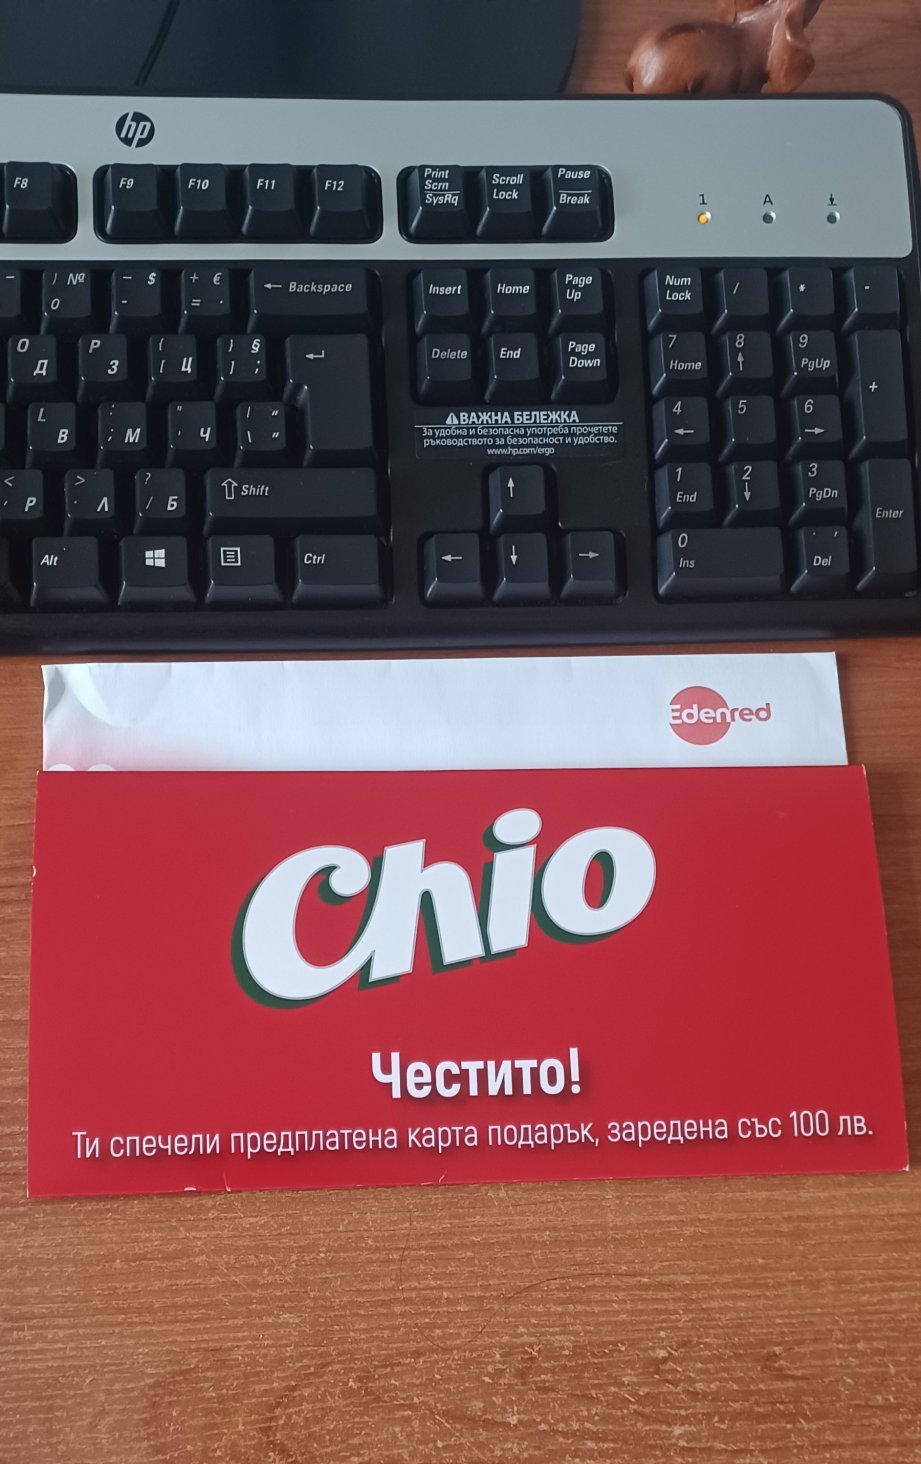 hp
F8 F9 F10 F11 F12 Print Scrn SysRq Scroll Lock Pause Break
1 A
) № 0 — $ - + € = ← Backspace Insert Home Page Up Num Lock / * -
О Д P З { [ Ц } § ] ; Delete End Page Down 7 Home 8 ↑ 9 PgUp +
L В : ; М " ' Ч | “ \ „ 4 ← 5 6 →
⚠ВАЖНА БЕЛЕЖКА
За удобна и безопасна употреба прочетете
ръководството за безопасност и удобство.
www.hp.com/ergo
< , Р > . Л ? / Б ⇧ Shift ↑ 1 End 2 ↓ 3 PgDn Enter
Alt Ctrl ← ↓ → 0 Ins . , Del
Edenred
Chio
Честито!
Ти спечели предплатена карта подарък, заредена със 100 лв.